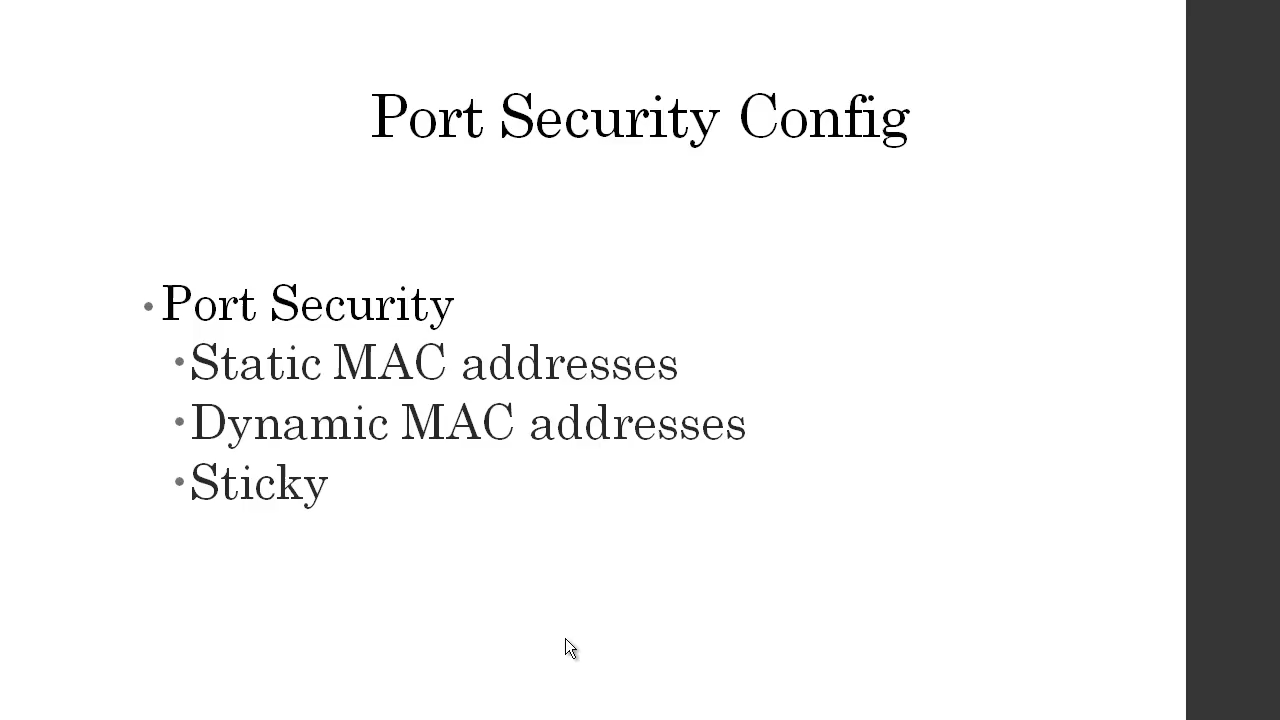 Port Security Config
• Port Security
• Static MAC addresses
• Dynamic MAC addresses
• Sticky